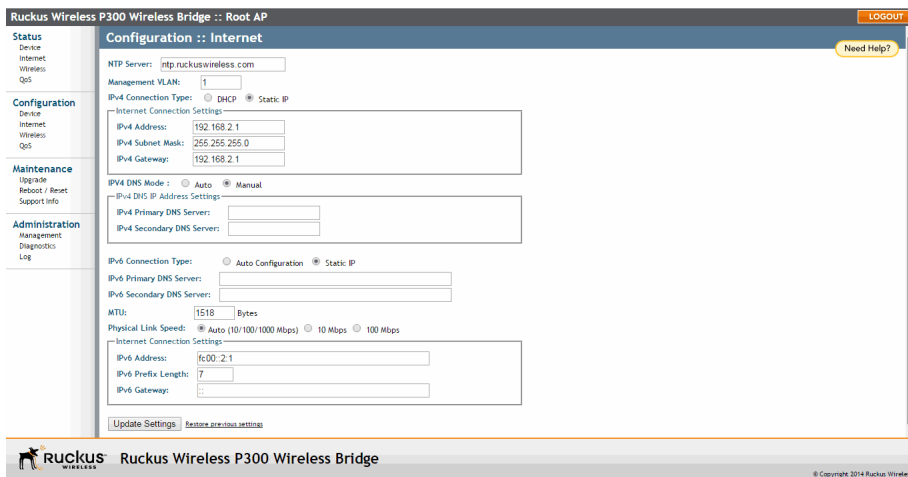 Ruckus Wireless P300 Wireless Bridge :: Root AP
LOGOUT
Status
Device
Internet
Wireless
QoS
Configuration
Device
Internet
Wireless
QoS
Maintenance
Upgrade
Reboot / Reset
Support Info
Administration
Management
Diagnostics
Log
Configuration :: Internet
Need Help?
NTP Server: ntp.ruckuswireless.com
Management VLAN: 1
IPv4 Connection Type: DHCP Static IP
Internet Connection Settings
IPv4 Address: 192.168.2.1
IPv4 Subnet Mask: 255.255.255.0
IPv4 Gateway: 192.168.2.1
IPV4 DNS Mode : Auto Manual
IPv4 DNS IP Address Settings
IPv4 Primary DNS Server:
IPv4 Secondary DNS Server:
IPv6 Connection Type: Auto Configuration Static IP
IPv6 Primary DNS Server:
IPv6 Secondary DNS Server:
MTU: 1518 Bytes
Physical Link Speed: Auto (10/100/1000 Mbps) 10 Mbps 100 Mbps
Internet Connection Settings
IPv6 Address: fc00::2:1
IPv6 Prefix Length: 7
IPv6 Gateway: ::
Update Settings Restore previous settings
RUCKUS WIRELESS
Ruckus Wireless P300 Wireless Bridge
© Copyright 2014 Ruckus Wirele